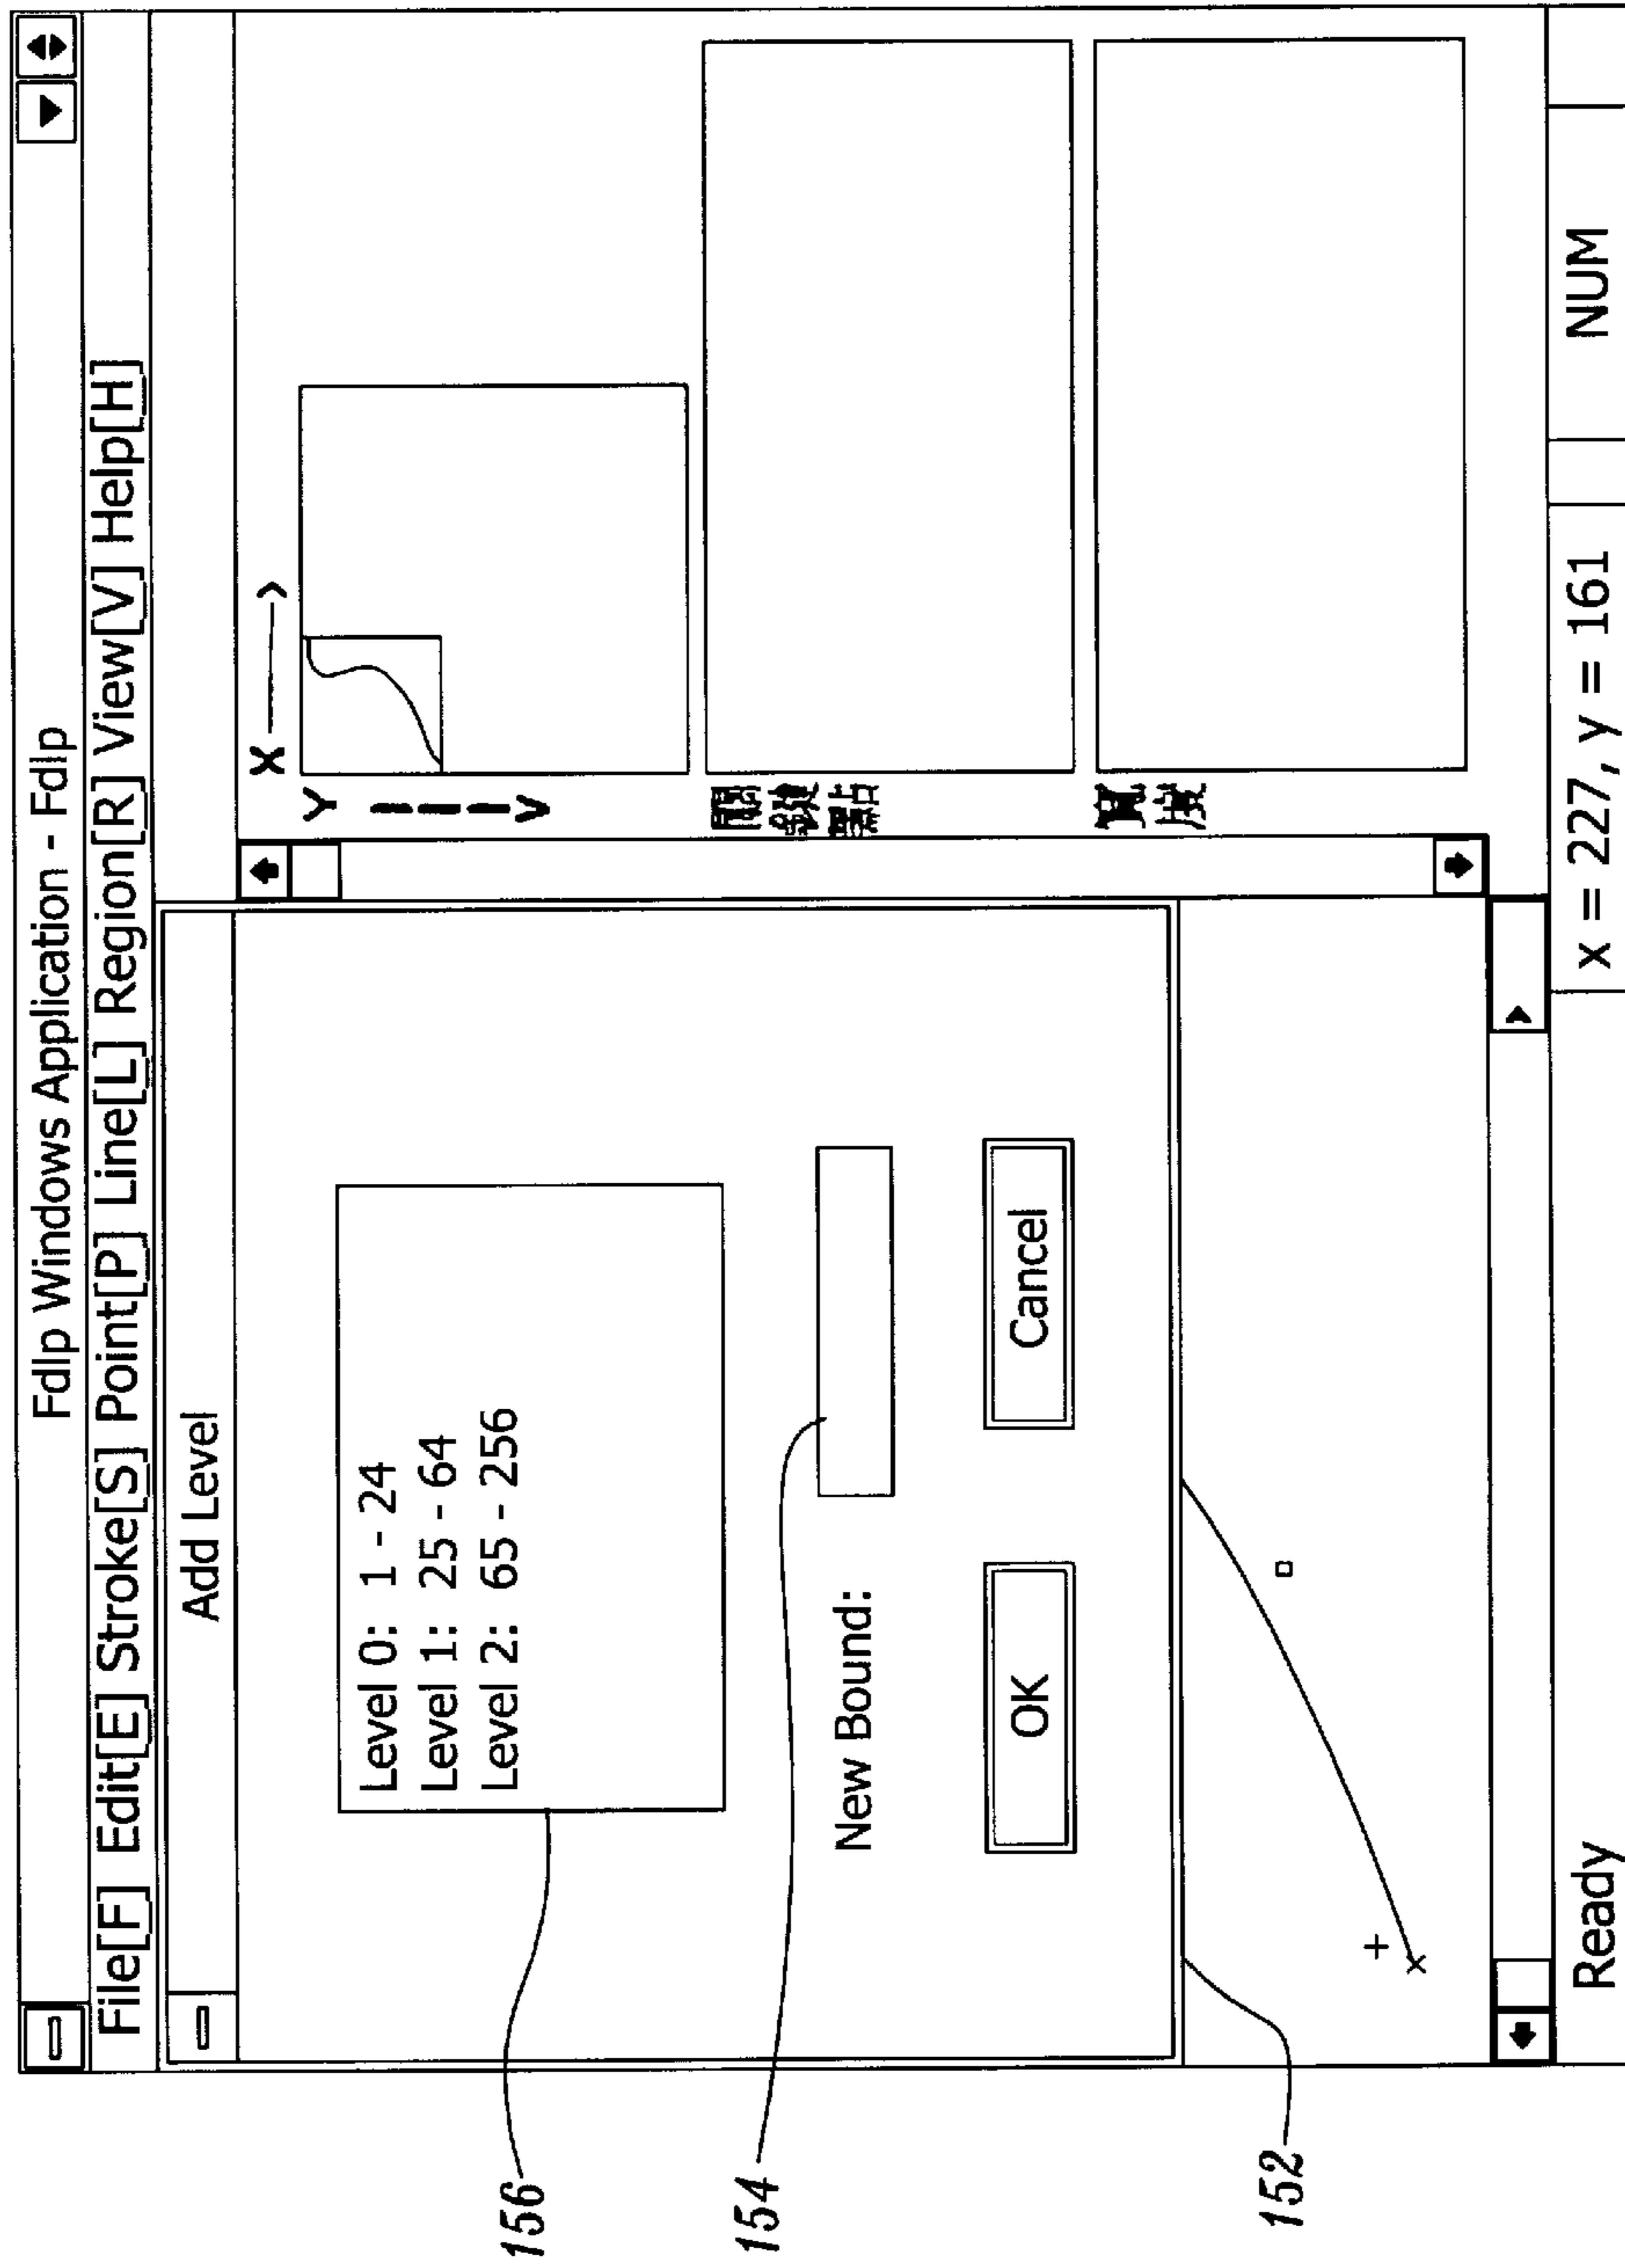 Fdlp Windows Application - Fdlp
File[F] Edit[E] Stroke[S] Point[P] Line[L] Region[R] View[V] Help[H]
Add Level
Level 0: 1 - 24
Level 1: 25 - 64
Level 2: 65 - 256
New Bound:
OK
Cancel
X
Y
Ready
x = 227, y = 161
NUM
156
154
152